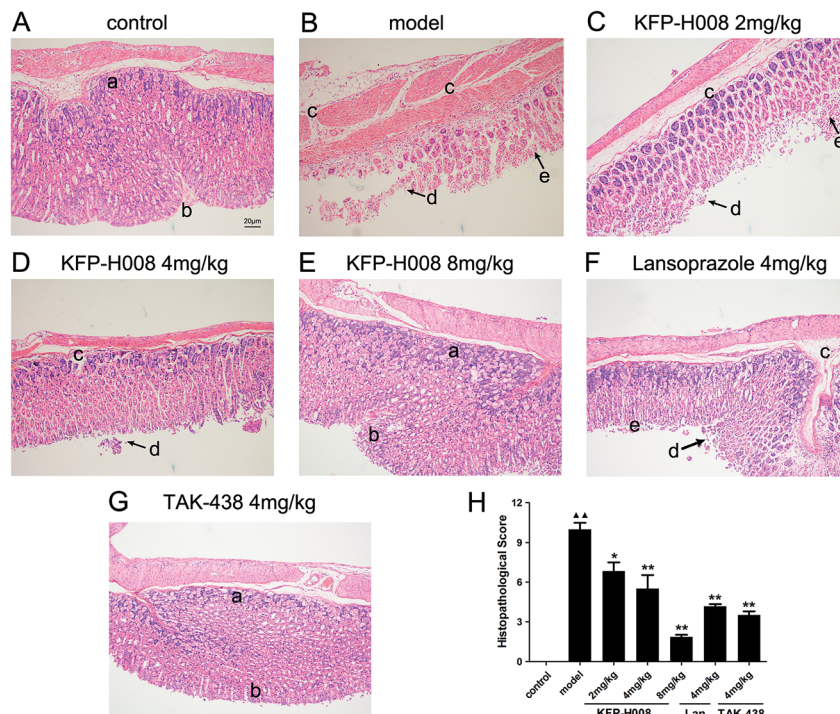 A control
B model
C KFP-H008 2mg/kg
a
b
20μm
c
c
d
e
c
d
e
D KFP-H008 4mg/kg
E KFP-H008 8mg/kg
F Lansoprazole 4mg/kg
c
d
a
b
c
e
d
G TAK-438 4mg/kg
a
b
H
Histopathological Score
12
9
6
3
0
▲▲
*
**
**
**
**
control
model
2mg/kg
4mg/kg
8mg/kg
4mg/kg
4mg/kg
KFP-H008
Lan
TAK-438